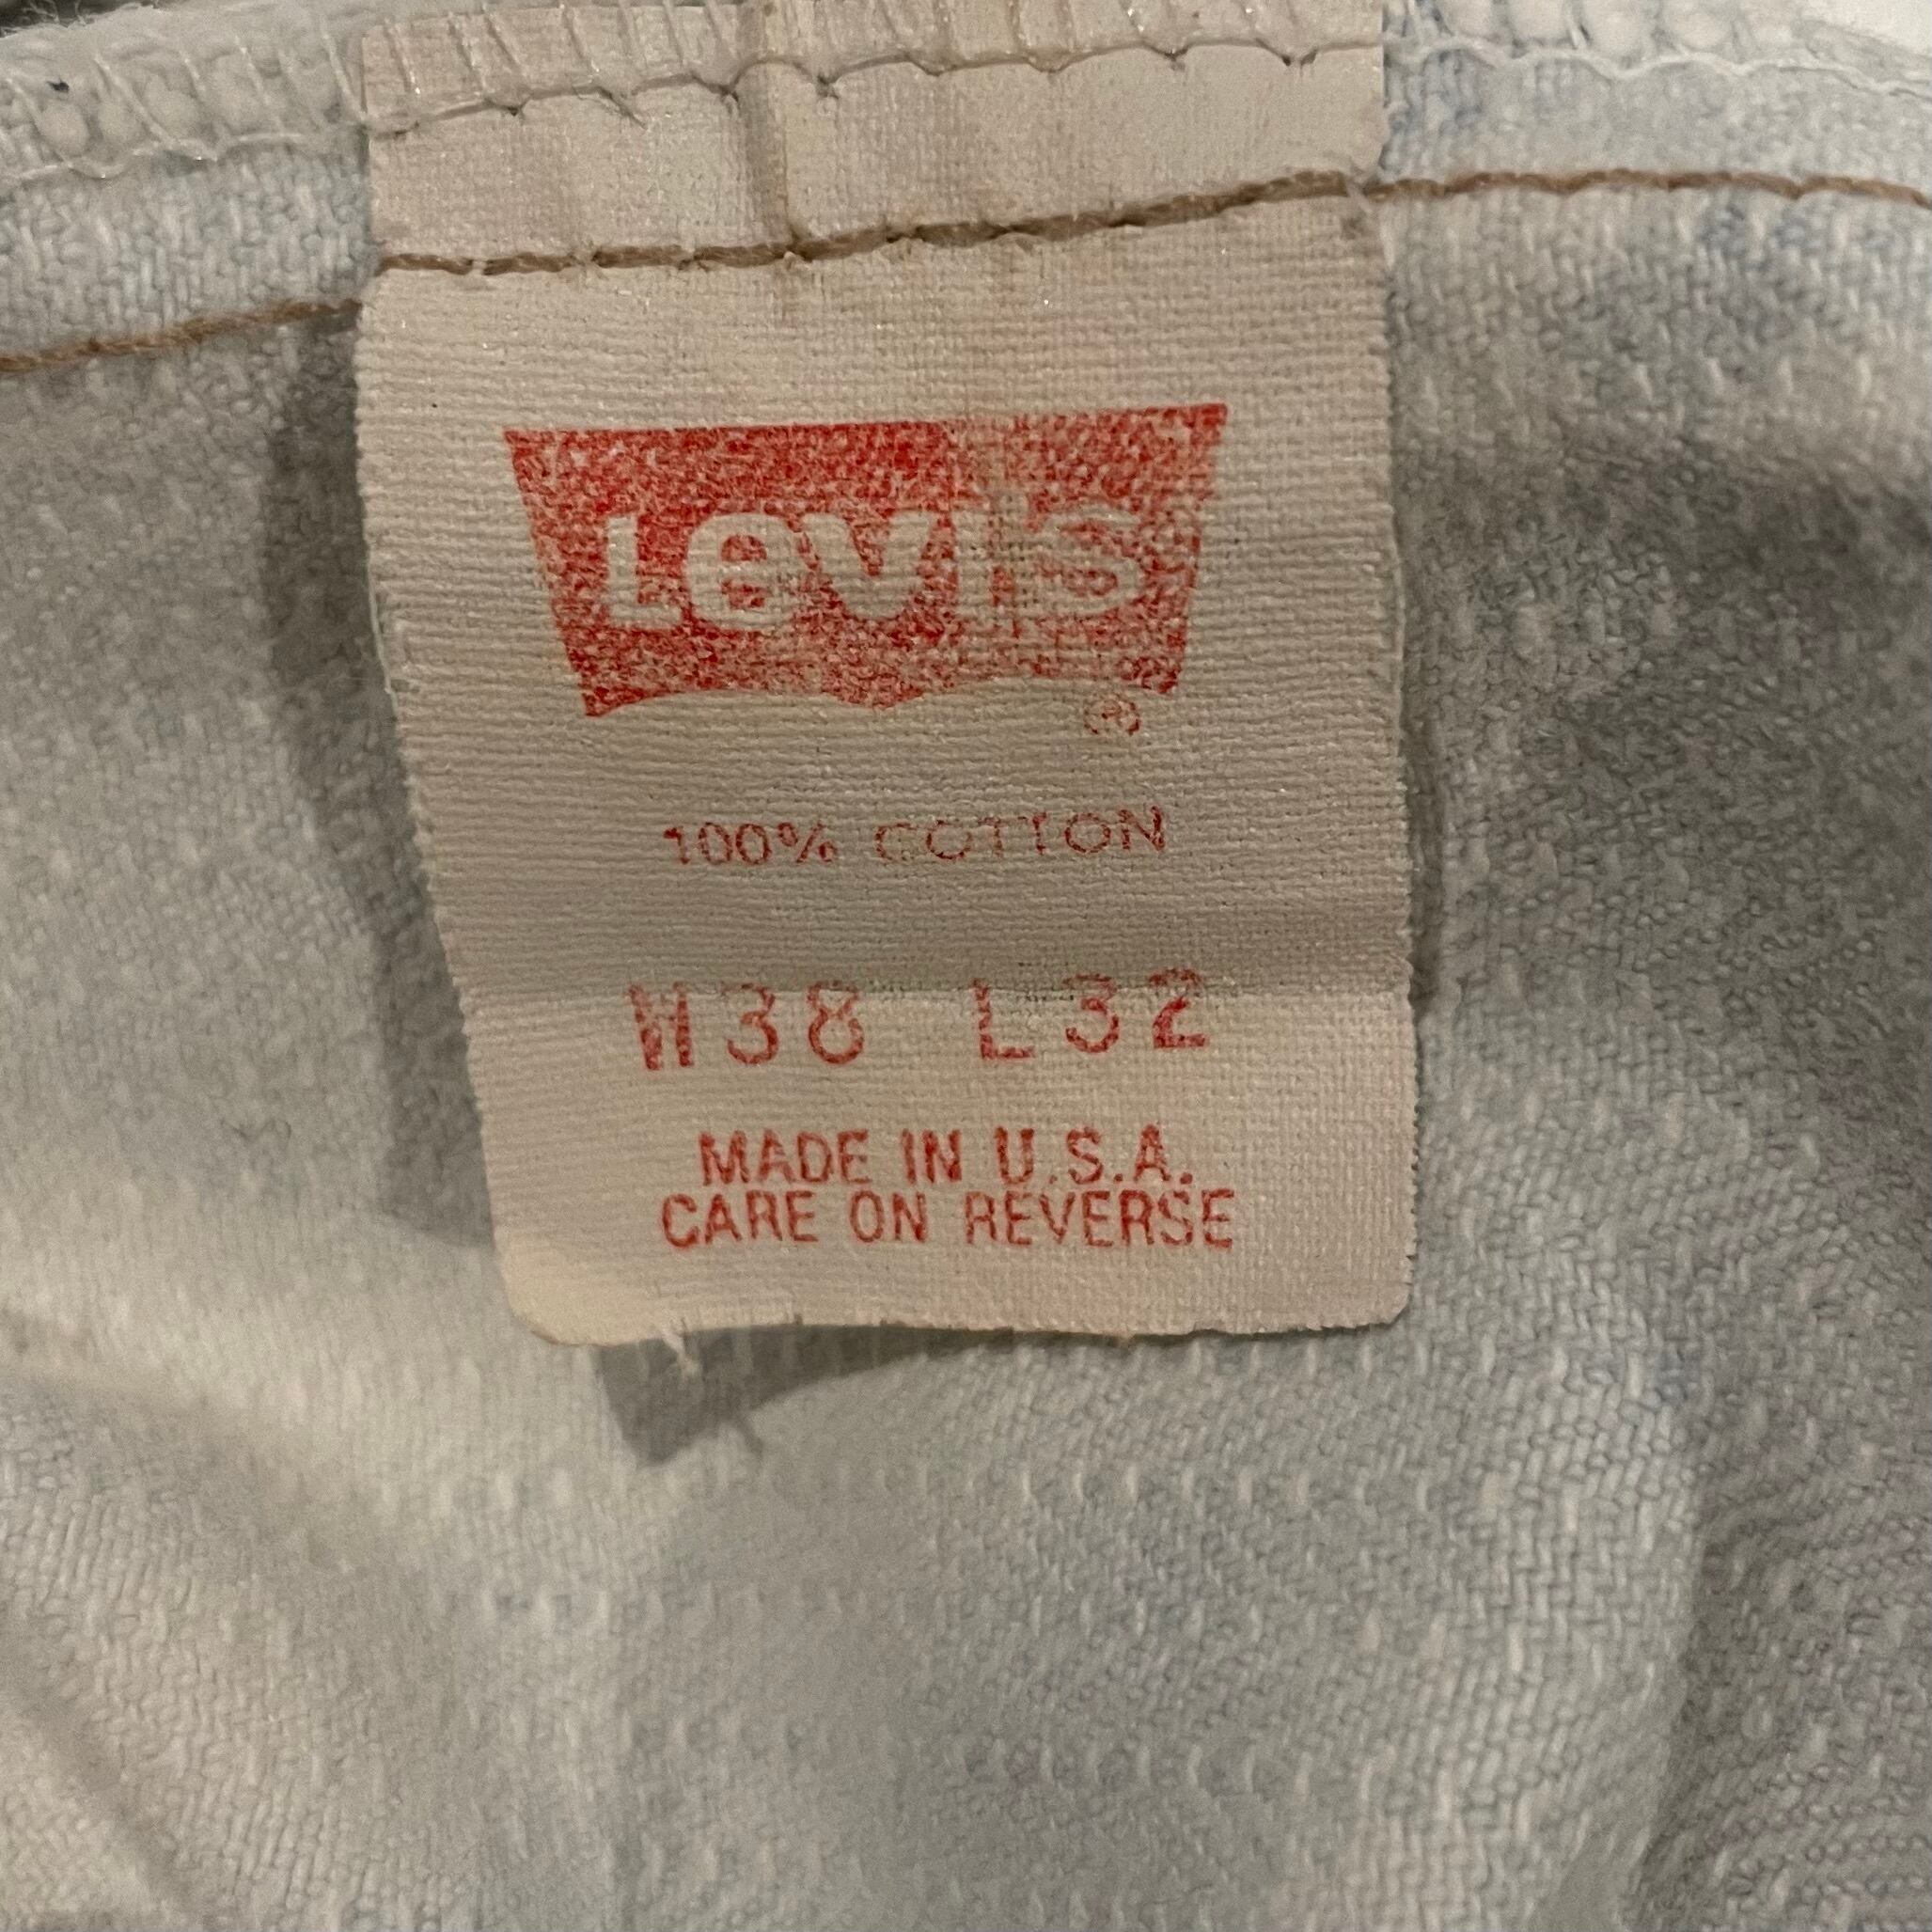 Levi's
®
100% COTTON
W38 L32
MADE IN U.S.A.
CARE ON REVERSE